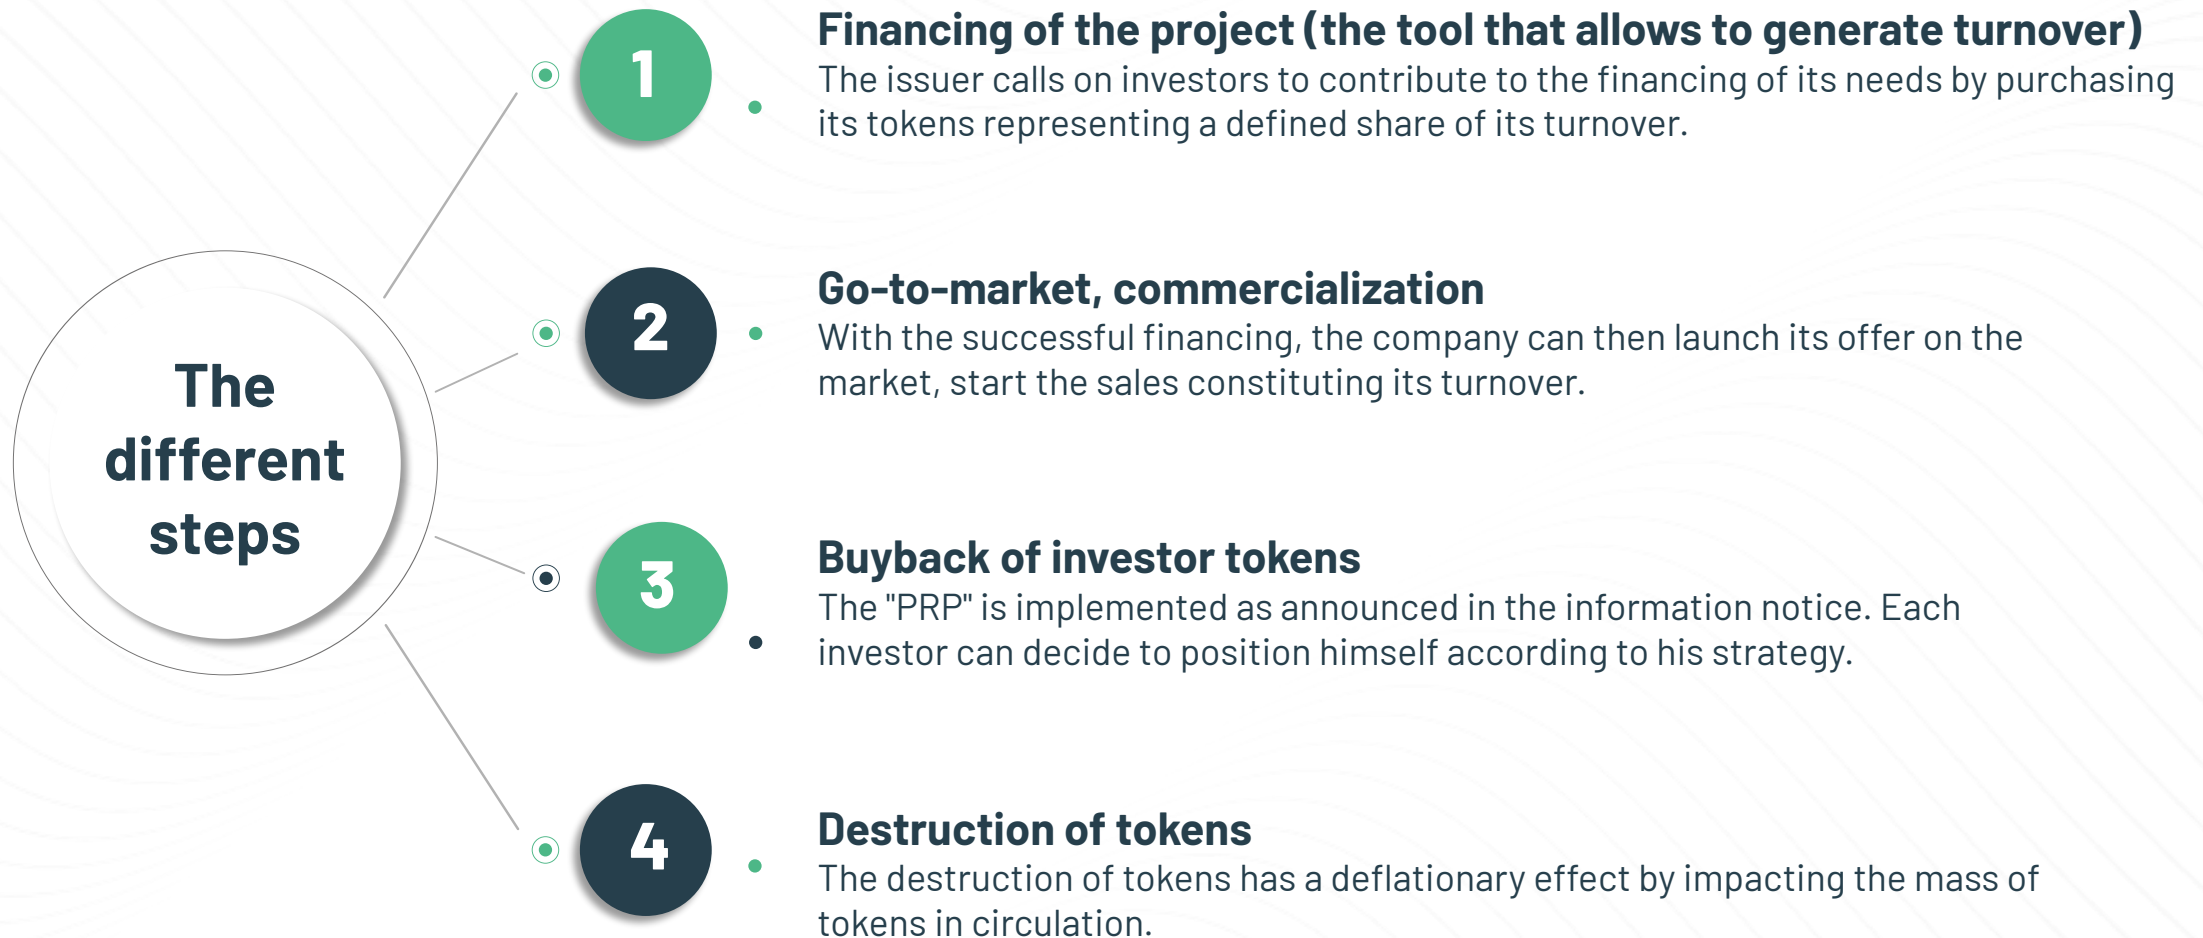 The
different
steps
1
Financing of the project (the tool that allows to generate turnover)
The issuer calls on investors to contribute to the financing of its needs by purchasing
its tokens representing a defined share of its turnover.
2
Go-to-market, commercialization
With the successful financing, the company can then launch its offer on the
market, start the sales constituting its turnover.
3
Buyback of investor tokens
The "PRP" is implemented as announced in the information notice. Each
investor can decide to position himself according to his strategy.
4
Destruction of tokens
The destruction of tokens has a deflationary effect by impacting the mass of
tokens in circulation.